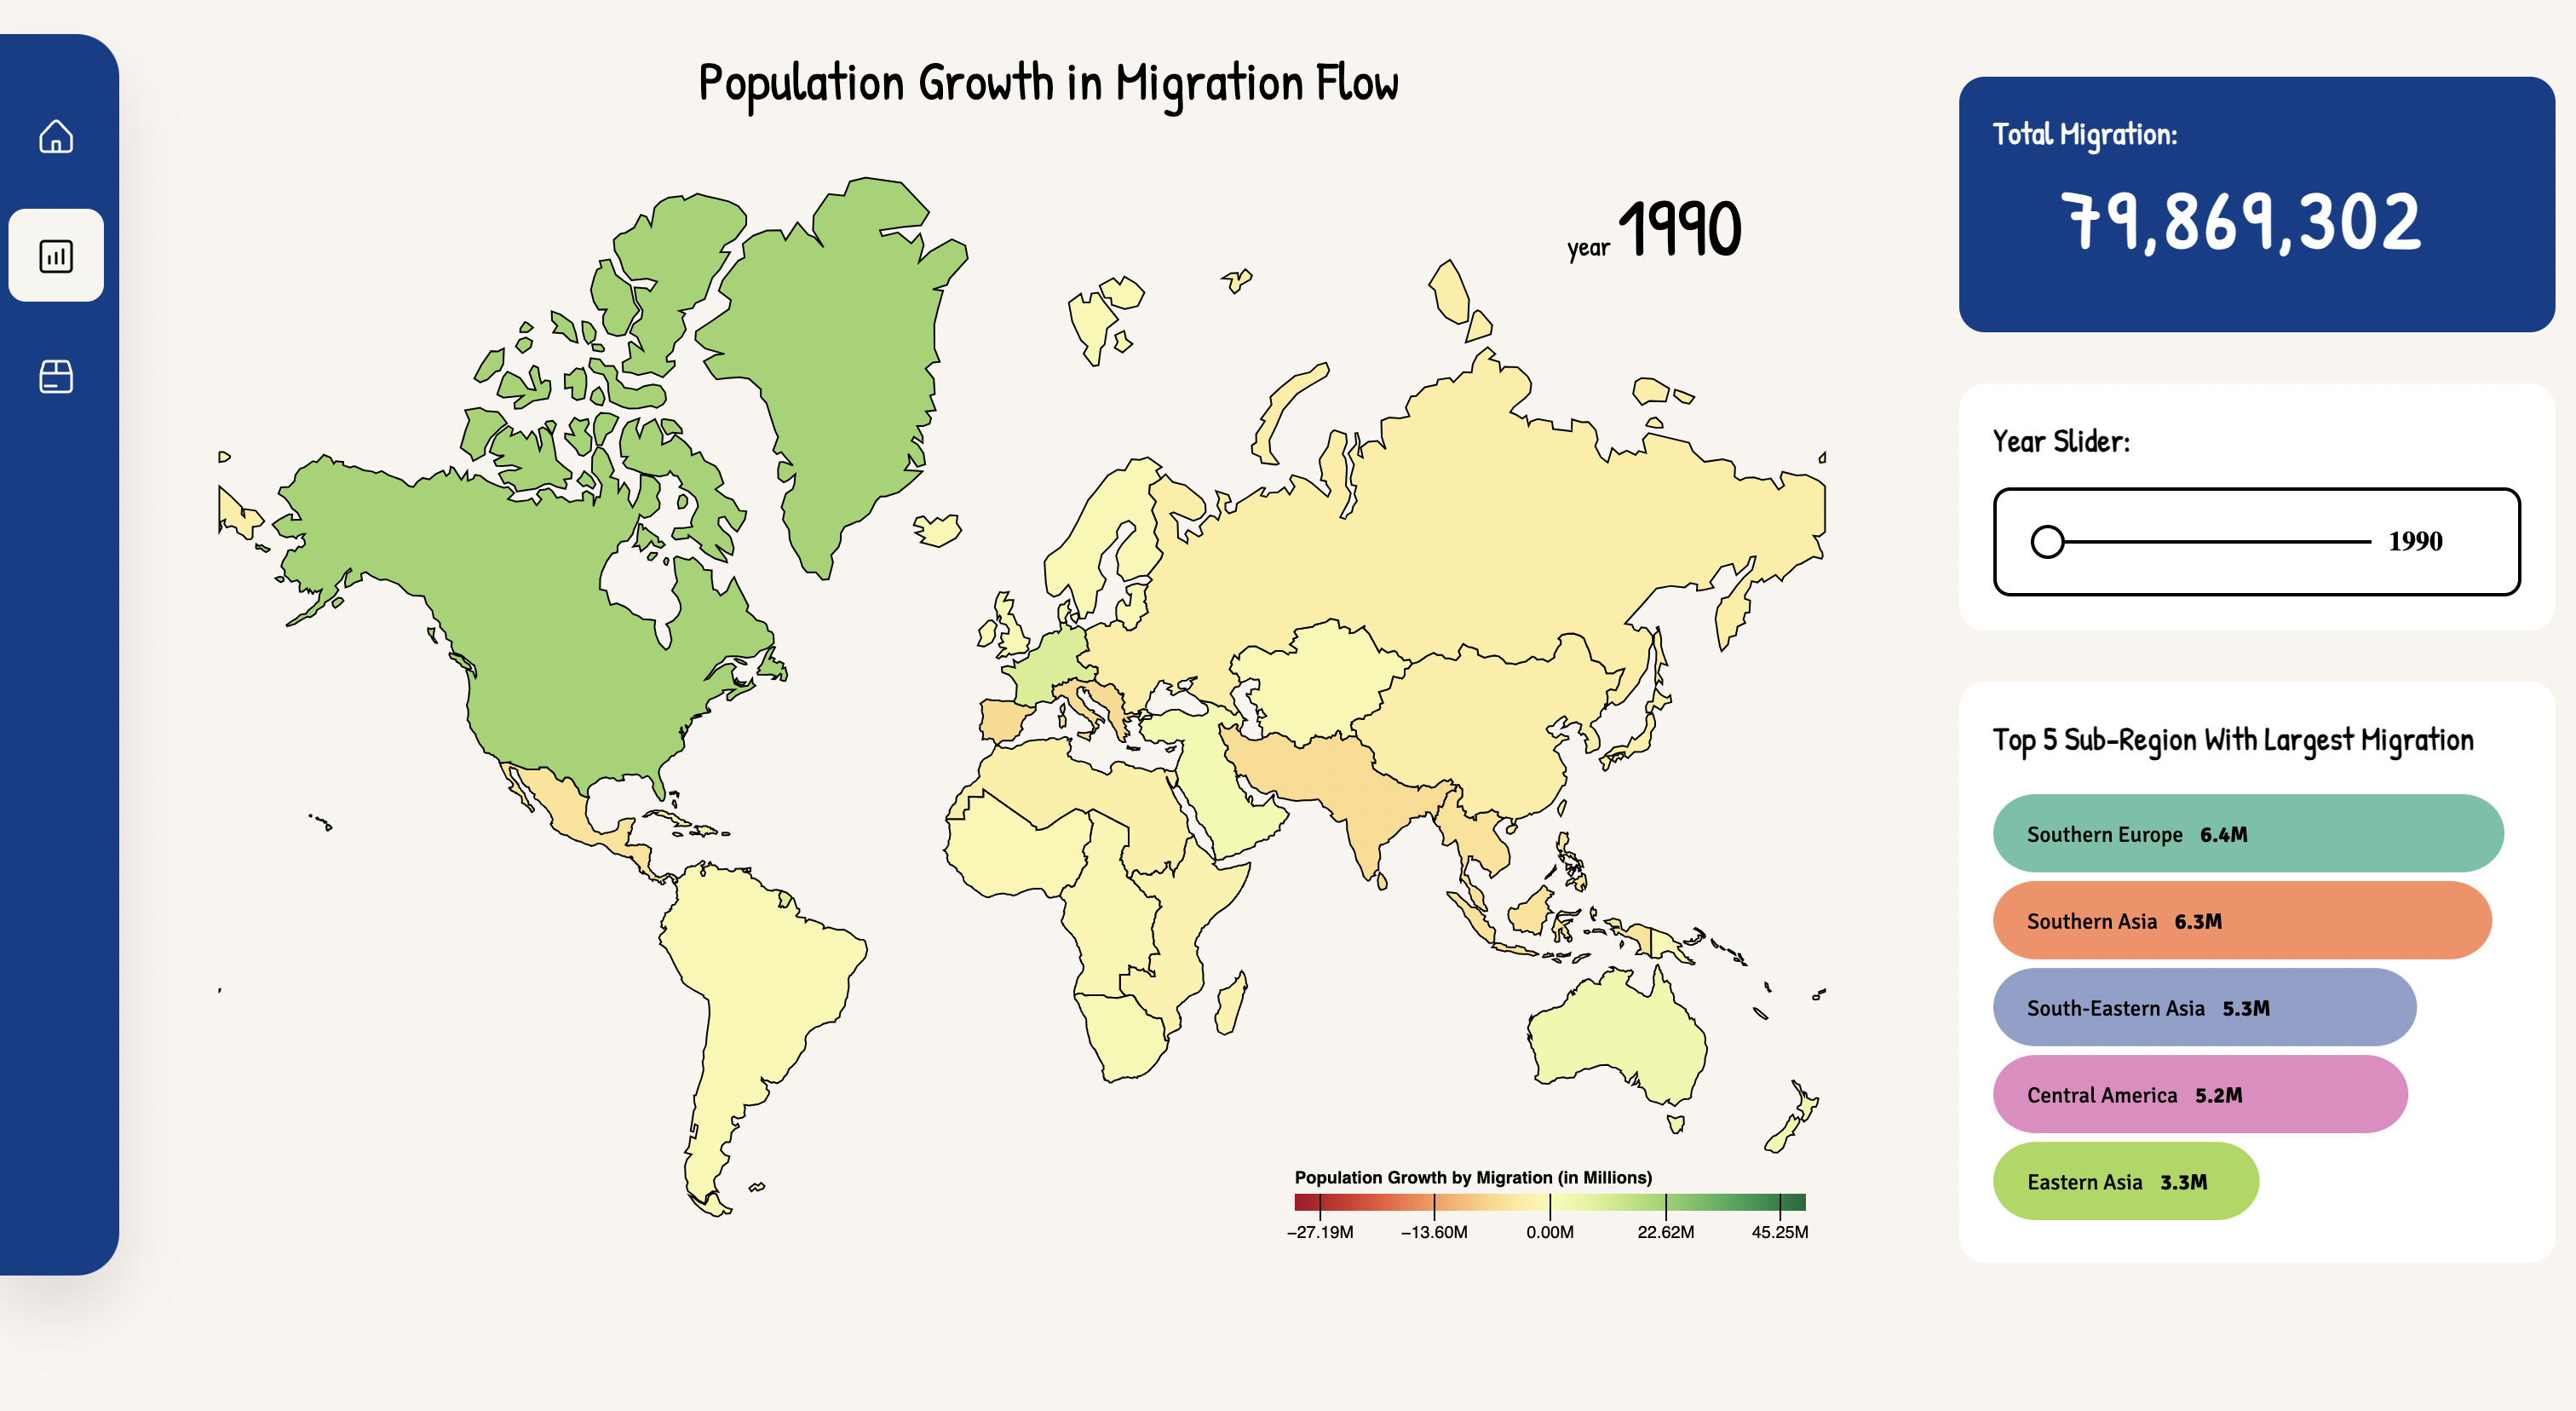 Population Growth in Migration Flow
year 1990
Population Growth by Migration (in Millions)
−27.19M −13.60M 0.00M 22.62M 45.25M
Total Migration:
79,869,302
Year Slider:
1990
Top 5 Sub-Region With Largest Migration
Southern Europe 6.4M
Southern Asia 6.3M
South-Eastern Asia 5.3M
Central America 5.2M
Eastern Asia 3.3M